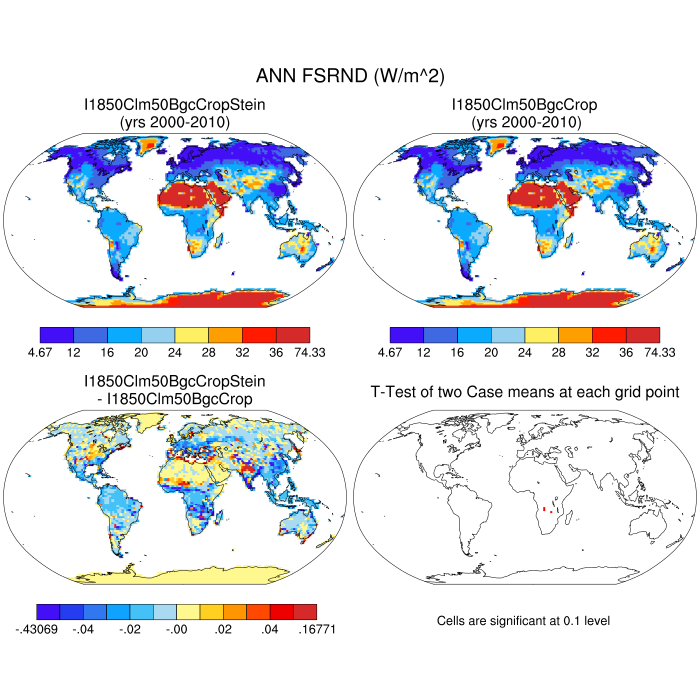 ANN FSRND (W/m^2)
I1850Clm50BgcCropStein
(yrs 2000-2010)
I1850Clm50BgcCrop
(yrs 2000-2010)
4.67 12 16 20 24 28 32 36 74.33
4.67 12 16 20 24 28 32 36 74.33
I1850Clm50BgcCropStein
- I1850Clm50BgcCrop
T-Test of two Case means at each grid point
-.43069 -.04 -.02 -.00 .02 .04 .16771
Cells are significant at 0.1 level